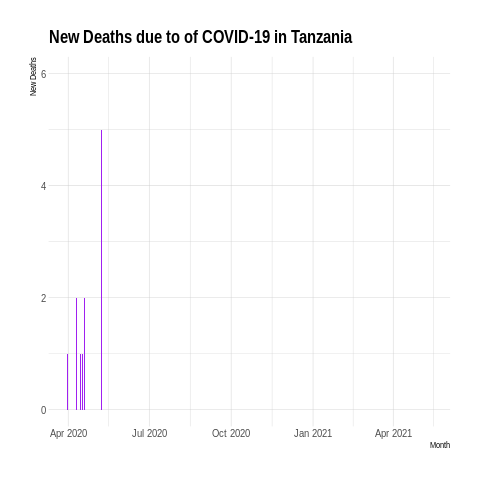 New Deaths due to of COVID-19 in Tanzania
New Deaths
6
4
2
0
Apr 2020 Jul 2020 Oct 2020 Jan 2021 Apr 2021
Month